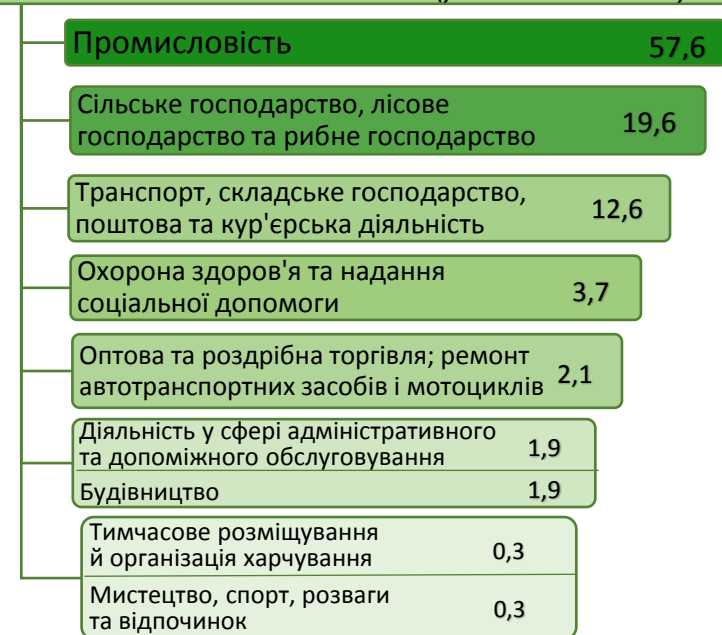 Промисловість 57,6
Сільське господарство, лісове
господарство та рибне господарство 19,6
Транспорт, складське господарство,
поштова та кур'єрська діяльність 12,6
Охорона здоров'я та надання
соціальної допомоги 3,7
Оптова та роздрібна торгівля; ремонт
автотранспортних засобів і мотоциклів 2,1
Діяльність у сфері адміністративного
та допоміжного обслуговування 1,9
Будівництво 1,9
Тимчасове розміщування
й організація харчування 0,3
Мистецтво, спорт, розваги
та відпочинок 0,3